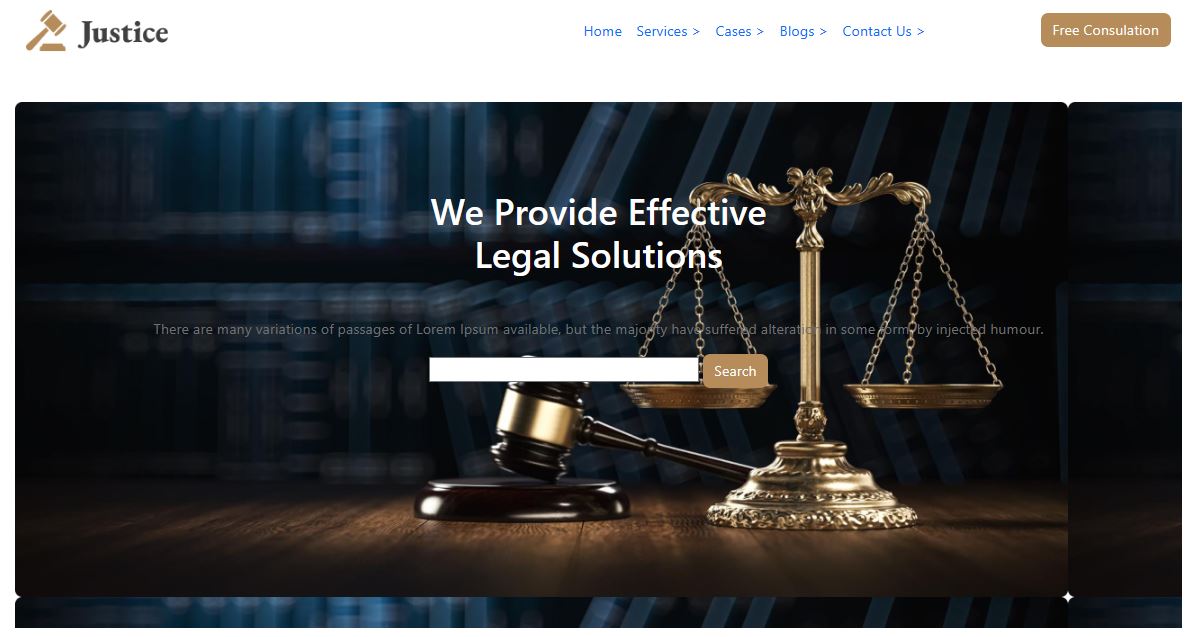 Justice
Home Services > Cases > Blogs > Contact Us >
Free Consulation
We Provide Effective
Legal Solutions
There are many variations of passages of Lorem Ipsum available, but the majority have suffered alteration in some form, by injected humour.
Search